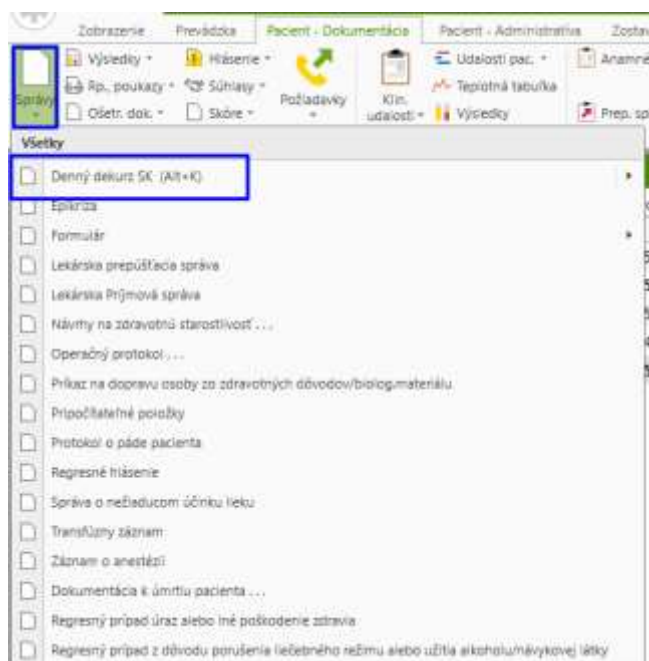 Zobrazenie Prevádzka Pacient - Dokumentácia Pacient - Administratíva Zostav
Výsledky Hlásenie Udalosti pac. Anamné
Správy Rp., poukazy Súhlasy Požiadavky Klin. udalosti Teplotná tabuľka
Ošetr. dok. Skóre Výsledky Prep. sp
Všetky
Denný dekurz SK (Alt+K)
Epikríza
Formulár
Lekárska prepúšťacia správa
Lekárska Príjmová správa
Návrhy na zdravotnú starostlivosť ...
Operačný protokol ...
Príkaz na dopravu osoby zo zdravotných dôvodov/biolog.materiálu
Pripočítateľné položky
Protokol o páde pacienta
Regresné hlásenie
Správa o nežiaducom účinku lieku
Transfúzny záznam
Záznam o anestézii
Dokumentácia k úmrtiu pacienta ...
Regresný prípad úraz alebo iné poškodenie zdravia
Regresný prípad z dôvodu porušenia liečebného režimu alebo užitia alkoholu/návykovej látky